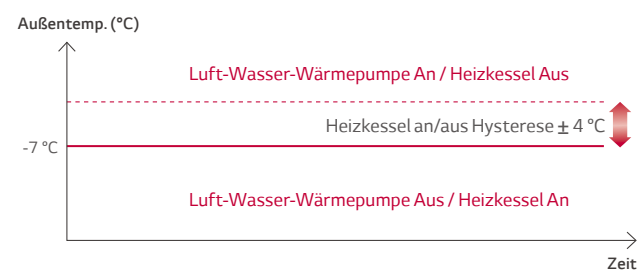 Außentemp. (°C)
Luft-Wasser-Wärmepumpe An / Heizkessel Aus
Heizkessel an/aus Hysterese ± 4 °C
-7 °C
Luft-Wasser-Wärmepumpe Aus / Heizkessel An
Zeit